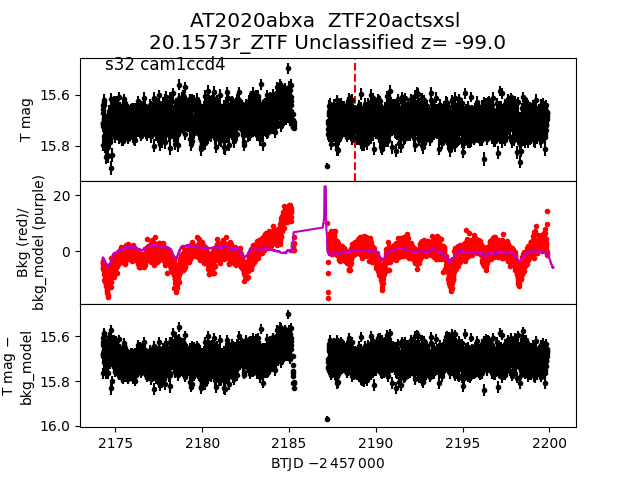 AT2020abxa ZTF20actsxsl
20.1573r_ZTF Unclassified z= -99.0
s32 cam1ccd4
15.6
15.8
T mag
20
0
Bkg (red)/
bkg_model (purple)
15.6
15.8
16.0
T mag −
bkg_model
2175
2180
2185
2190
2195
2200
BTJD −2 457 000